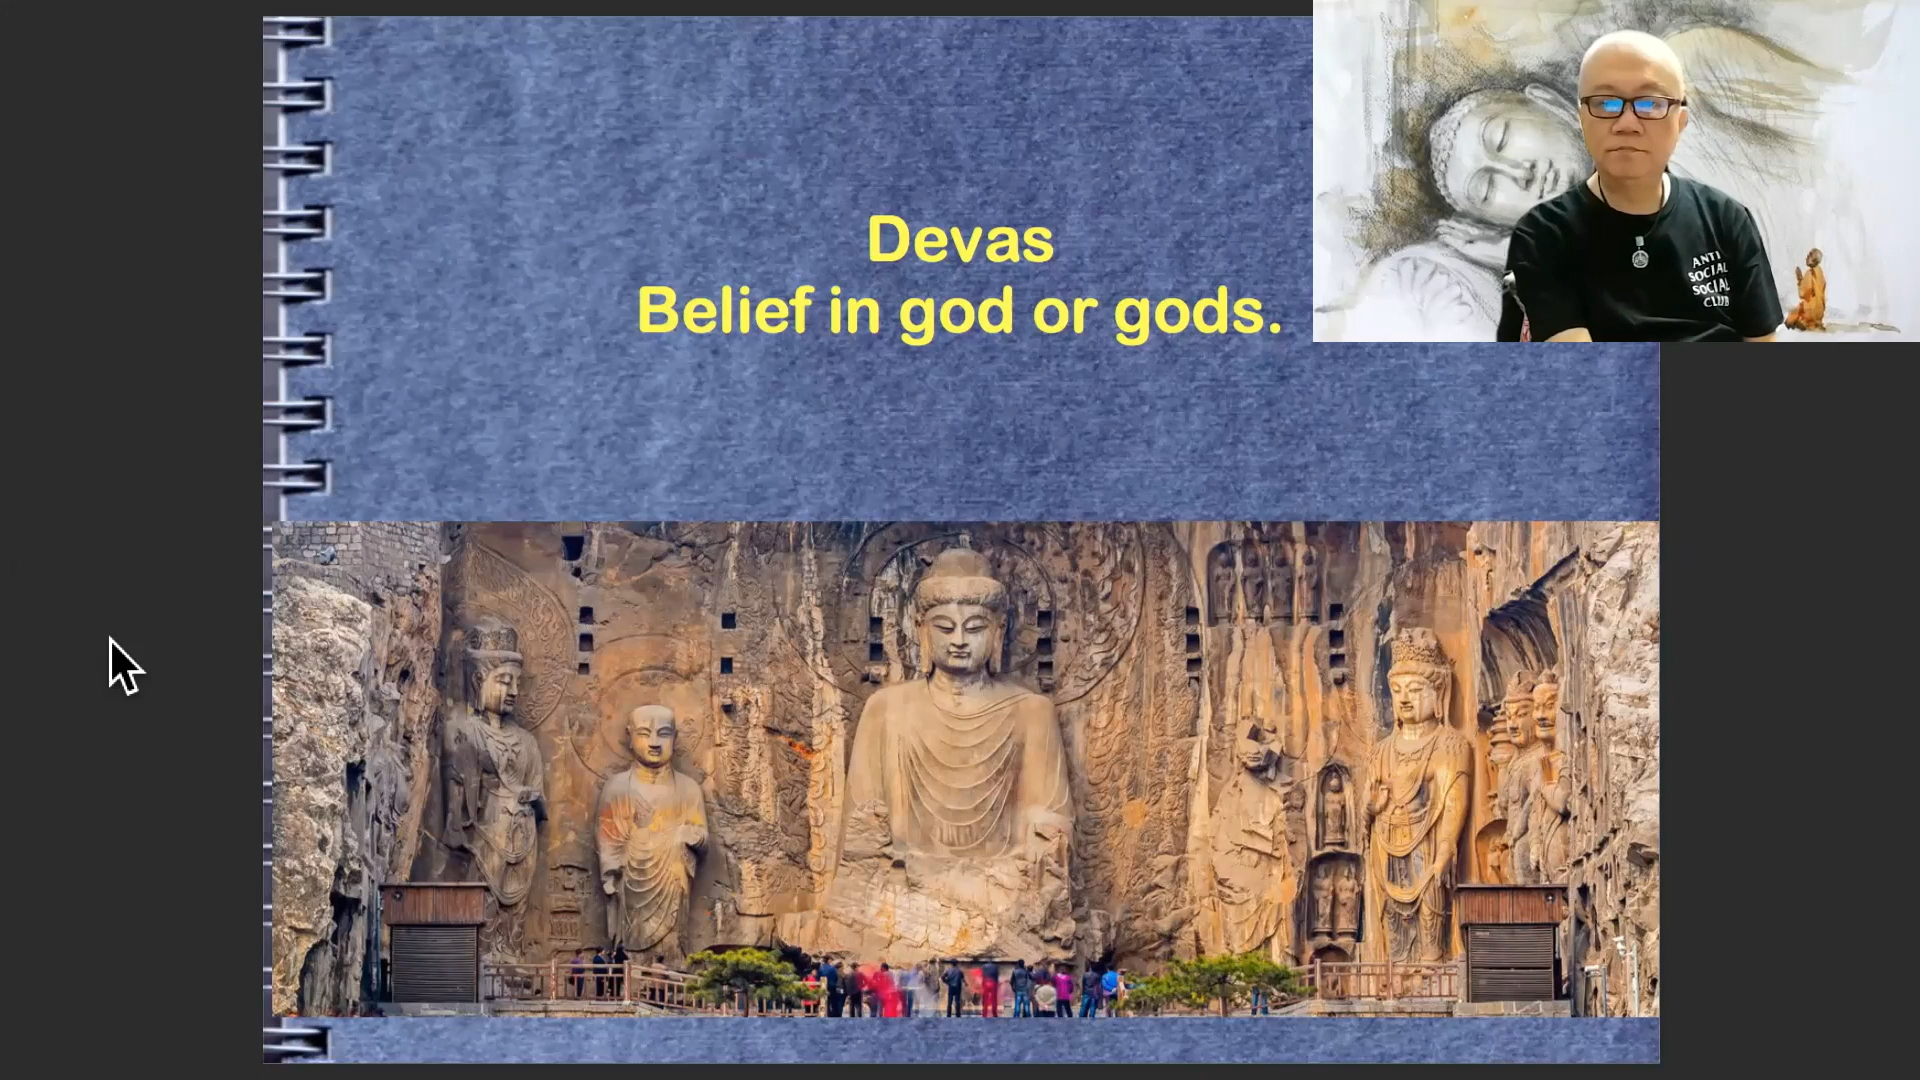 Devas
Belief in god or gods.
ANTI
SOCIAL
SOCIAL
CLUB